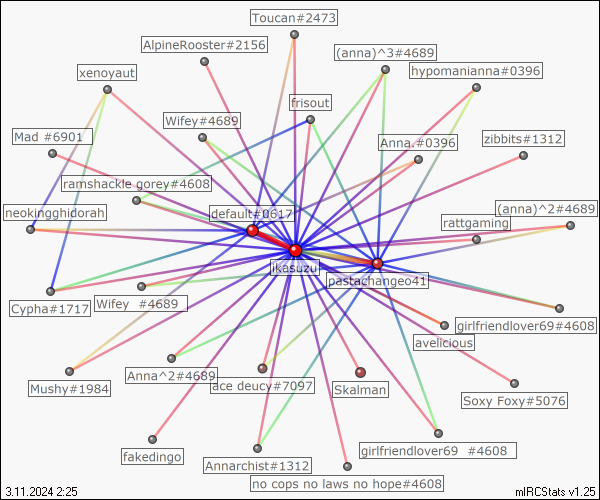 Toucan#2473
AlpineRooster#2156
(anna)^3#4689
xenoyaut
hypomanianna#0396
frisout
Wifey#4689
Mad #6901
Anna.#0396
zibbits#1312
ramshackle gorey#4608
neokingghidorah
default#0617
(anna)^2#4689
rattgaming
ikasuzu
pastachangeo41
Cypha#1717
Wifey #4689
girlfriendlover69#4608
avelicious
Anna^2#4689
Mushy#1984
ace deucy#7097
Skalman
Soxy Foxy#5076
fakedingo
girlfriendlover69 #4608
Annarchist#1312
no cops no laws no hope#4608
3.11.2024 2:25
mIRCStats v1.25